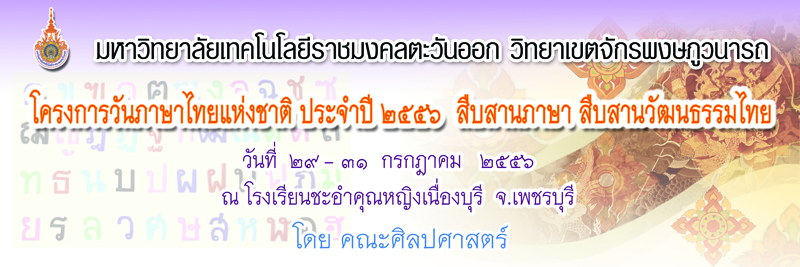 มหาวิทยาลัยเทคโนโลยีราชมงคลตะวันออก วิทยาเขตจักรพงษภูวนารถ
โครงการวันภาษาไทยแห่งชาติ ประจำปี ๒๕๕๖ สืบสานภาษา สืบสานวัฒนธรรมไทย
วันที่ ๒๙ - ๓๑ กรกฎาคม ๒๕๕๖
ณ โรงเรียนชะอำคุณหญิงเนื่องบุรี จ.เพชรบุรี
โดย คณะศิลปศาสตร์